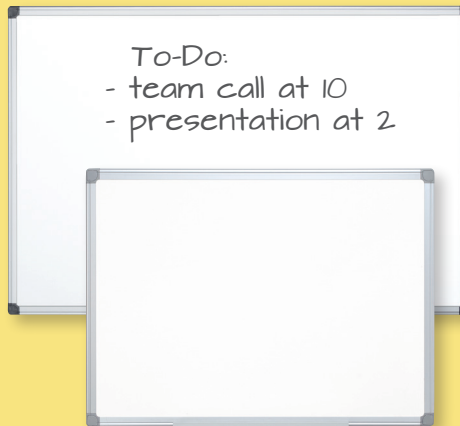 To-Do:
- team call at 10
- presentation at 2